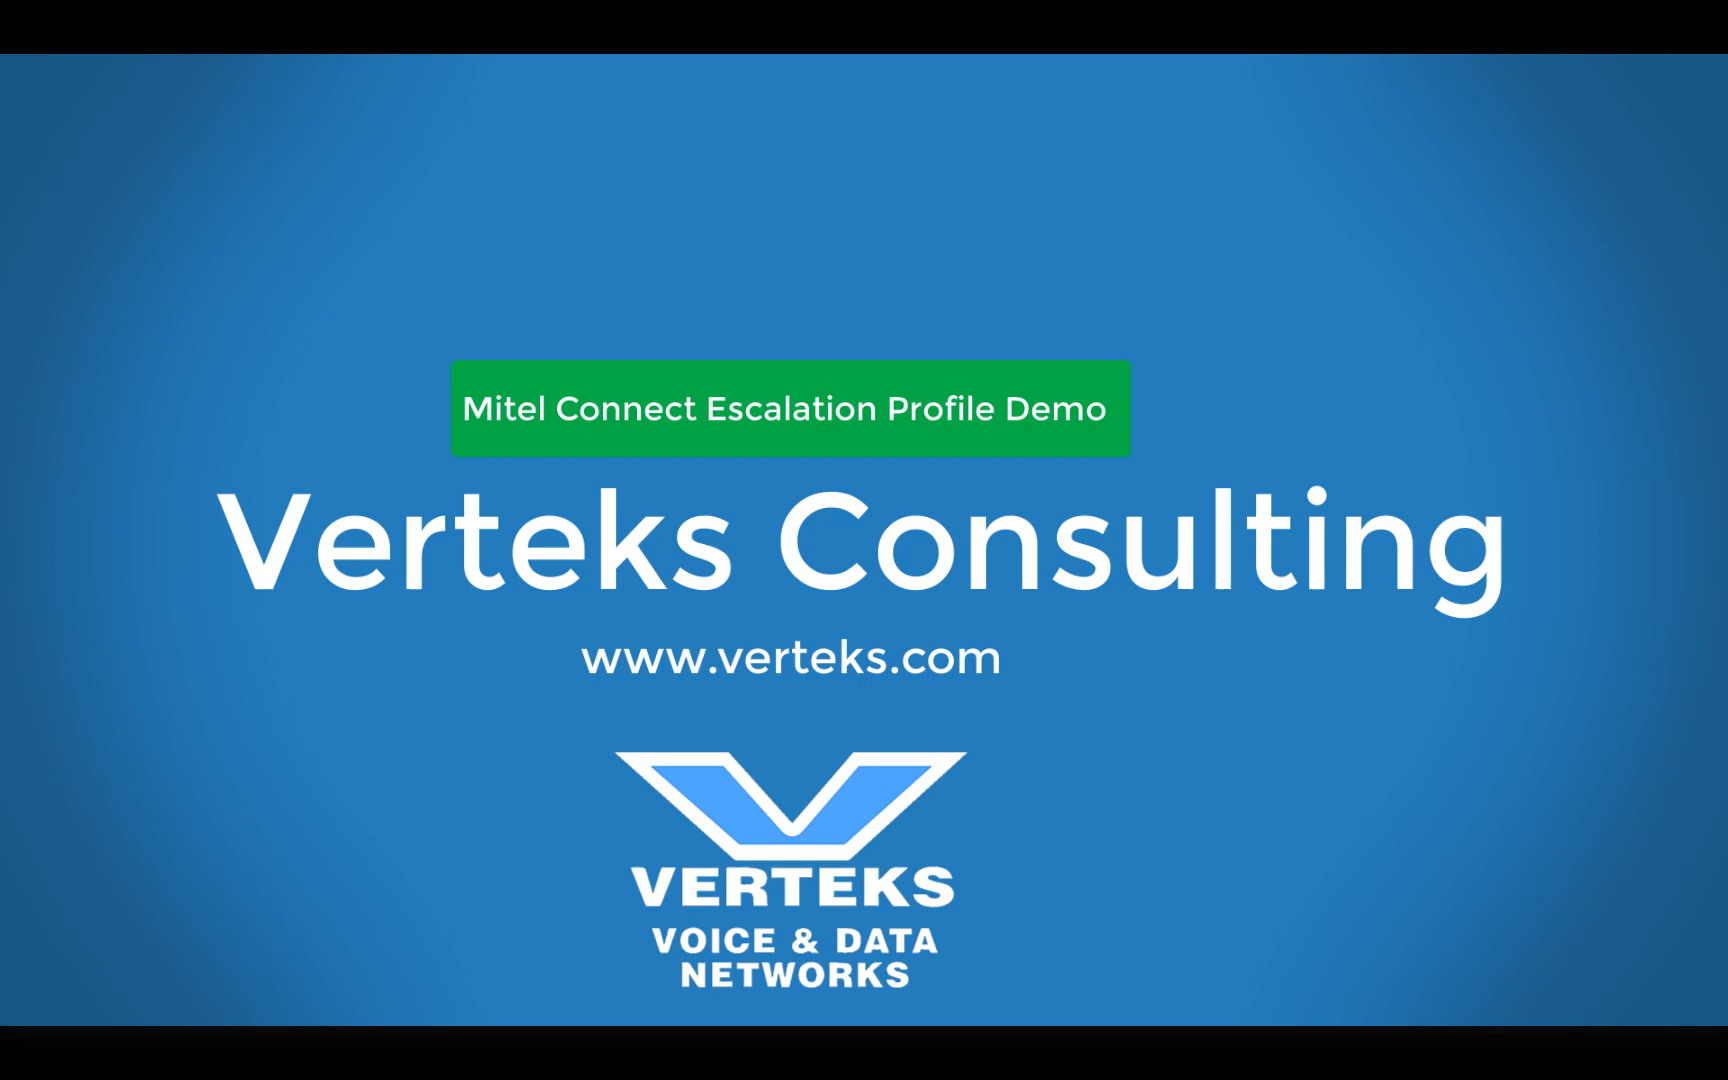 Mitel Connect Escalation Profile Demo
Verteks Consulting
www.verteks.com
VERTEKS
VOICE & DATA
NETWORKS